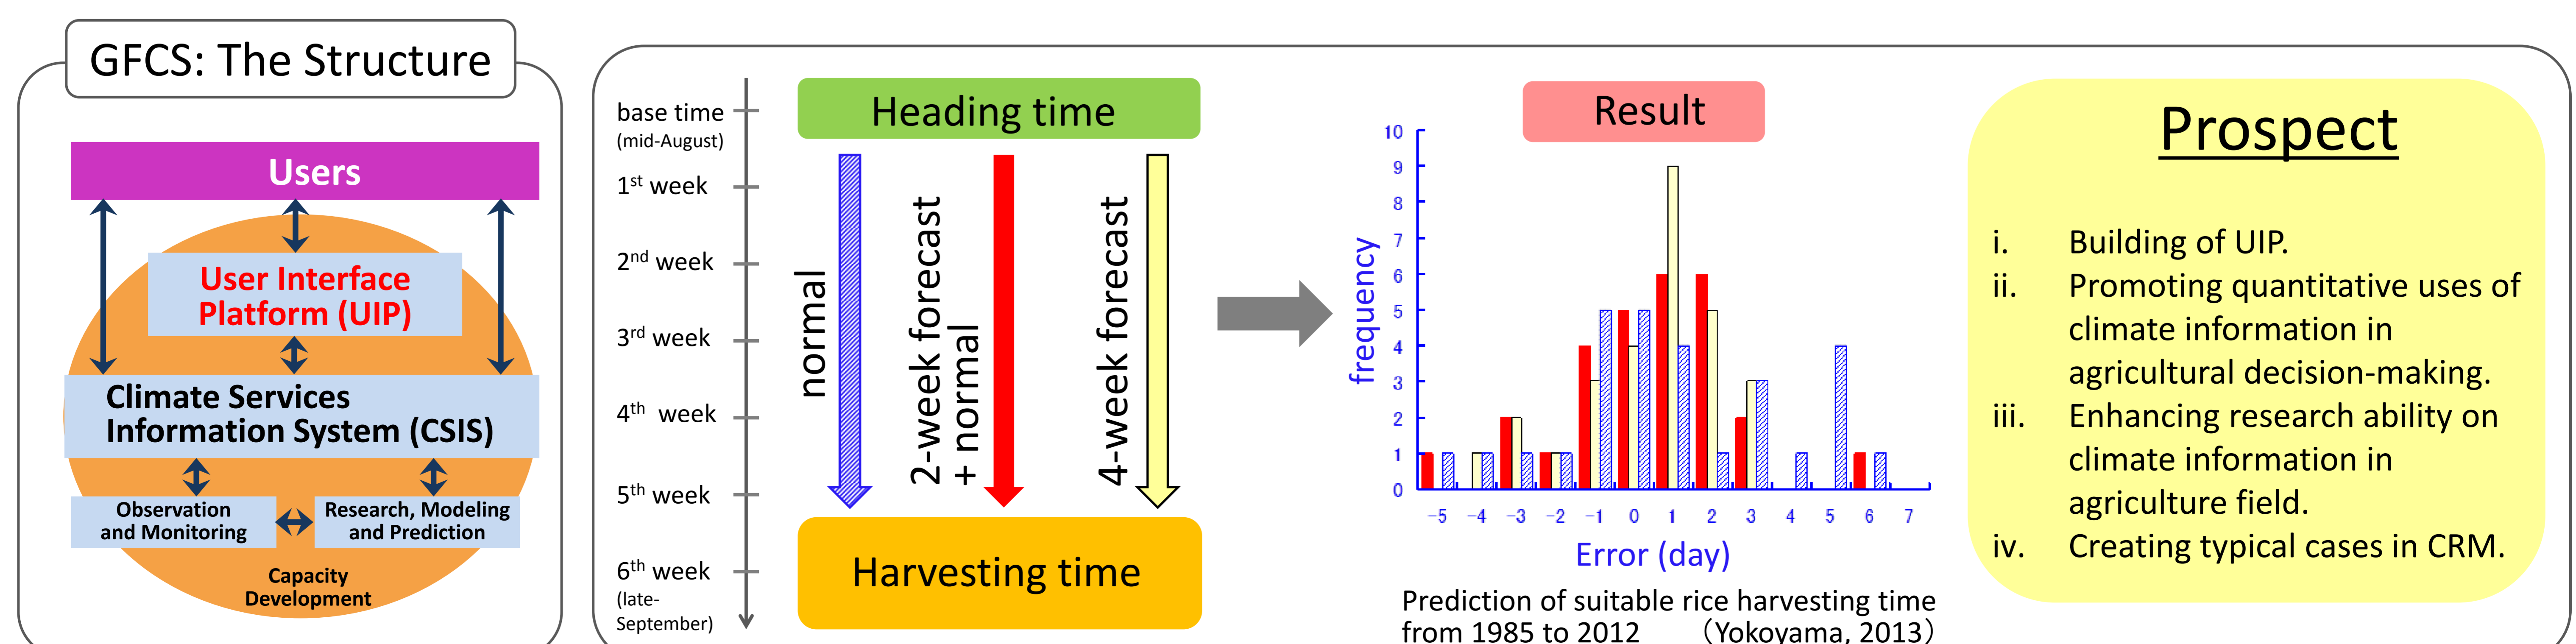 GFCS: The Structure
Users
User Interface
Platform (UIP)
Climate Services
Information System (CSIS)
Observation
and Monitoring
Research, Modeling
and Prediction
Capacity
Development
base time
(mid-August)
1st week
2nd week
3rd week
4th week
5th week
6th week
(late-
September)
Heading time
normal
2-week forecast
+ normal
4-week forecast
Harvesting time
Result
frequency
10
9
8
7
6
5
4
3
2
1
0
-5 -4 -3 -2 -1 0 1 2 3 4 5 6 7
Error (day)
Prediction of suitable rice harvesting time
from 1985 to 2012 （Yokoyama, 2013）
Prospect
i. Building of UIP.
ii. Promoting quantitative uses of
climate information in
agricultural decision-making.
iii. Enhancing research ability on
climate information in
agriculture field.
iv. Creating typical cases in CRM.